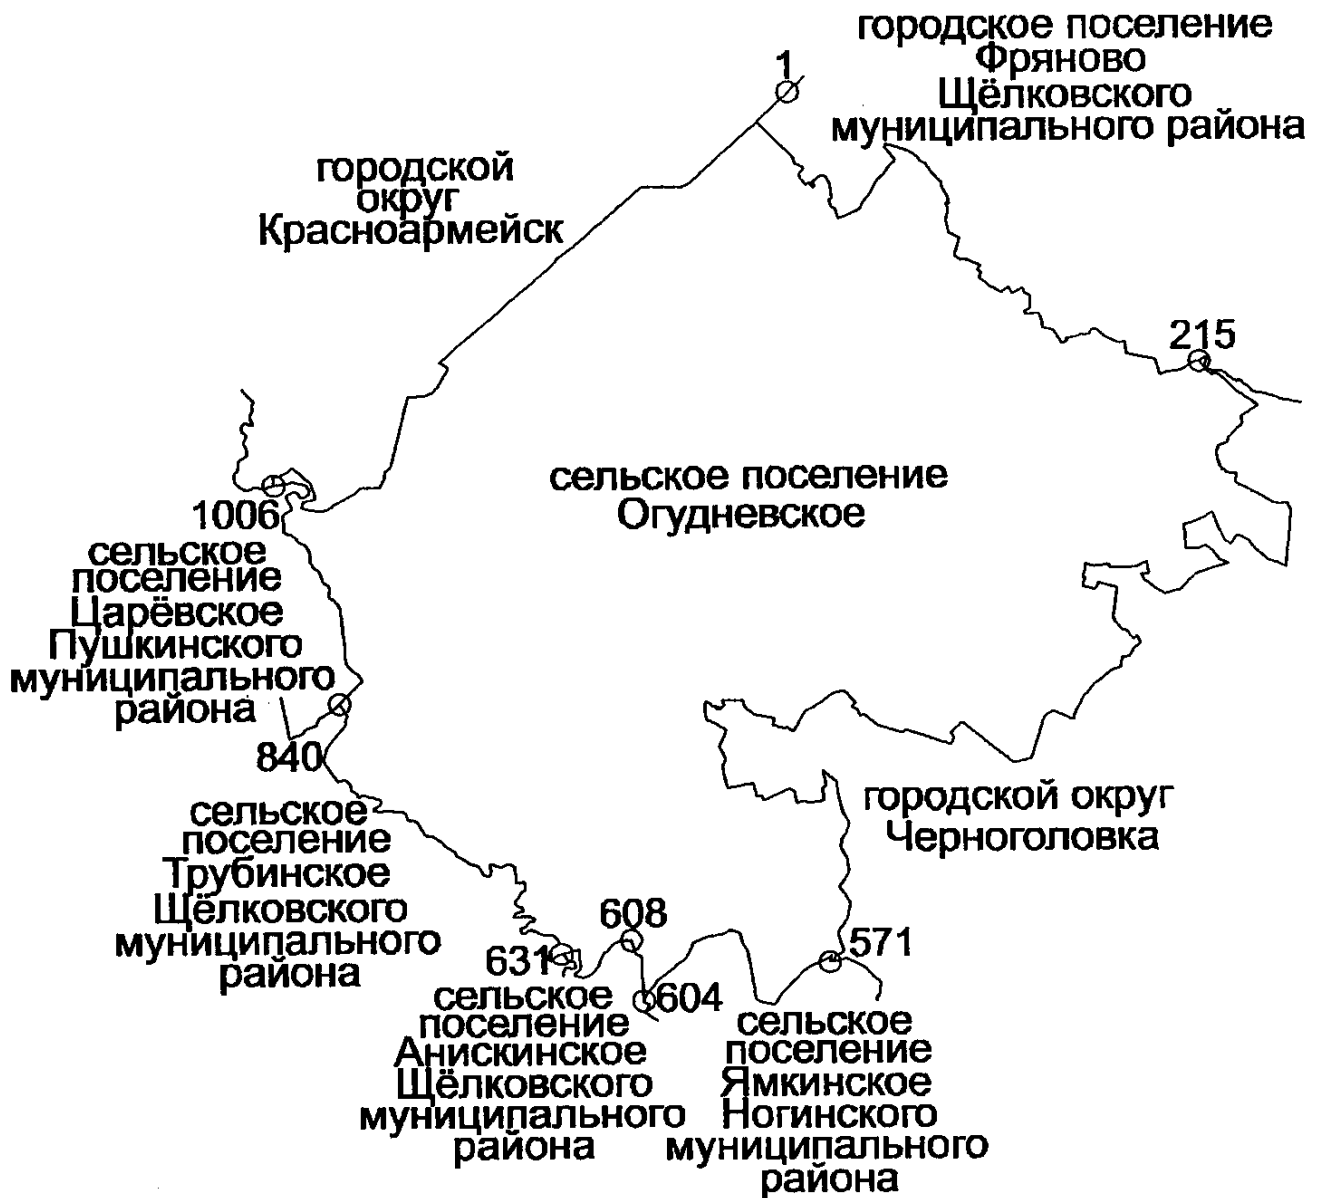 городское поселение
Фряново
Щёлковского
муниципального района
1
городской
округ
Красноармейск
215
сельское поселение
Огудневское
1006
сельское
поселение
Царёвское
Пушкинского
муниципального
района
840
сельское
поселение
Трубинское
Щёлковского
муниципального
района
городской округ
Черноголовка
608
631
571
604
сельское
поселение
Анискинское
Щёлковского
муниципального
района
сельское
поселение
Ямкинское
Ногинского
муниципального
района